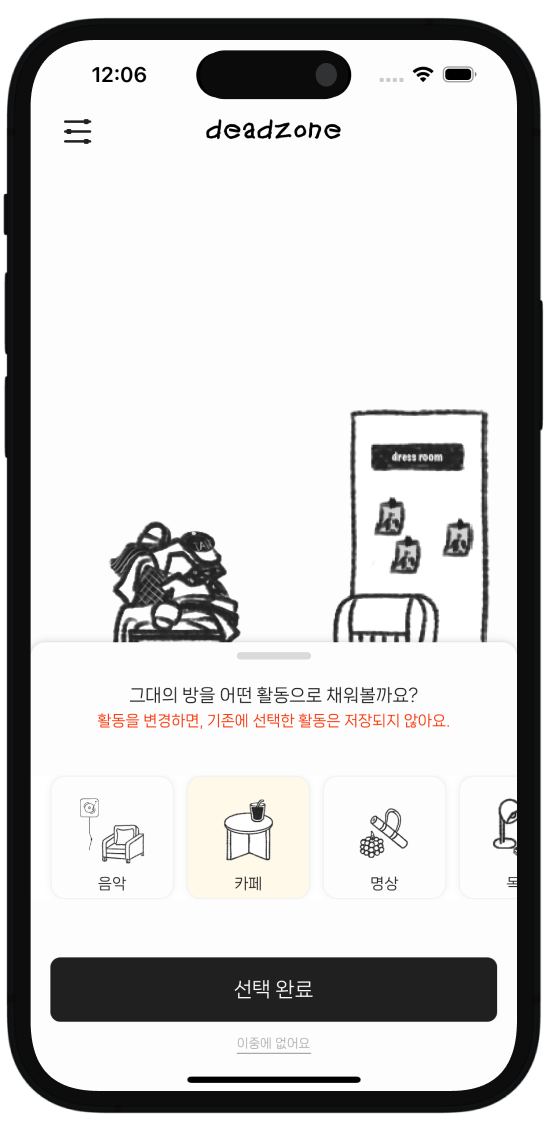 12:06
deadzone
dress room
그대의 방을 어떤 활동으로 채워볼까요?
활동을 변경하면, 기존에 선택한 활동은 저장되지 않아요.
음악
카페
명상
선택 완료
이중에 없어요